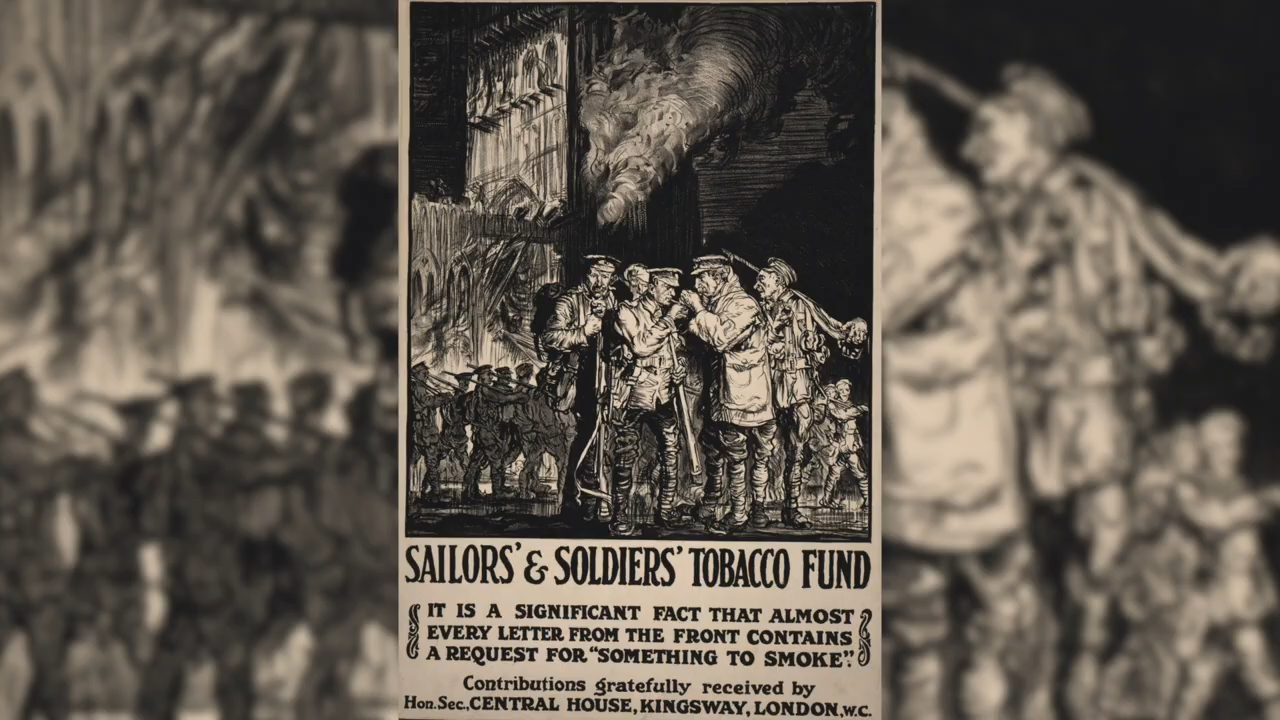 SAILORS' & SOLDIERS' TOBACCO FUND
IT IS A SIGNIFICANT FACT THAT ALMOST
EVERY LETTER FROM THE FRONT CONTAINS
A REQUEST FOR "SOMETHING TO SMOKE".
Contributions gratefully received by
Hon. Sec., CENTRAL HOUSE, KINGSWAY, LONDON, W.C.